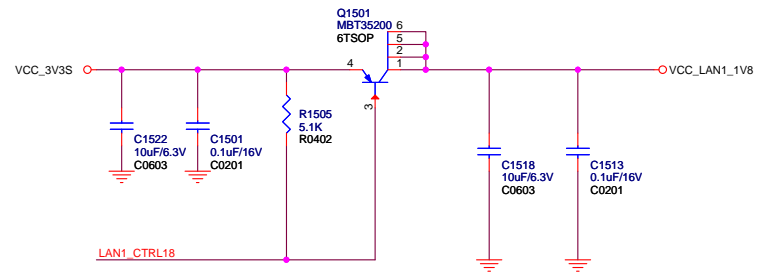 Q1501
MBT35200
6TSOP
6
5
2
1
4
3
VCC_3V3S
VCC_LAN1_1V8
R1505
5.1K
R0402
C1522
10uF/6.3V
C0603
C1501
0.1uF/16V
C0201
C1518
10uF/6.3V
C0603
C1513
0.1uF/16V
C0201
LAN1_CTRL18